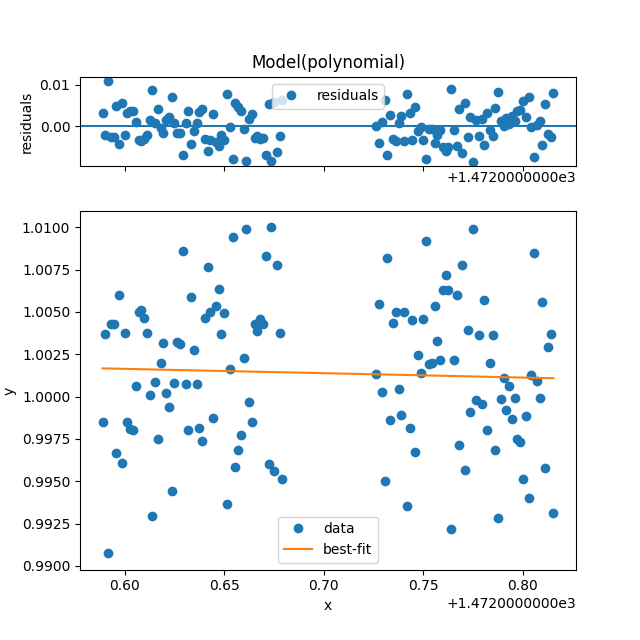 Model(polynomial)
0.01
0.00
residuals
residuals
+1.4720000000e3
1.0100
1.0075
1.0050
1.0025
1.0000
0.9975
0.9950
0.9925
0.9900
y
data
best-fit
0.60
0.65
0.70
0.75
0.80
x
+1.4720000000e3